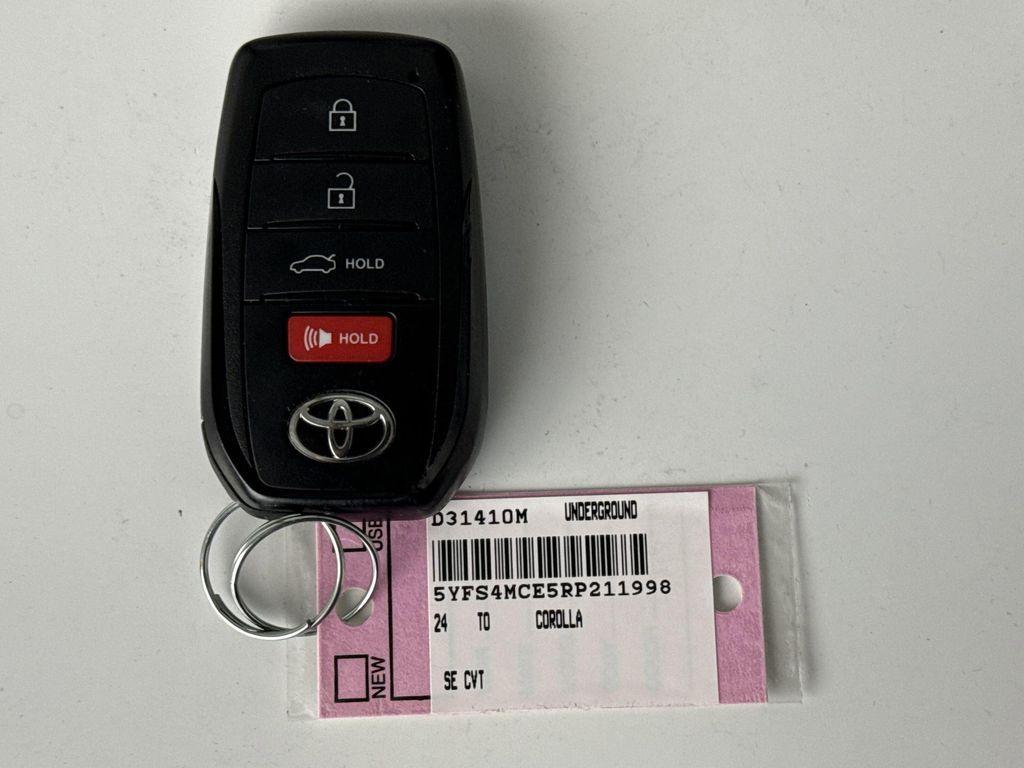 HOLD
HOLD
D31410M UNDERGROUND
5YFS4MCE5RP211998
24 TO COROLLA
SE CVT
USE
NEW